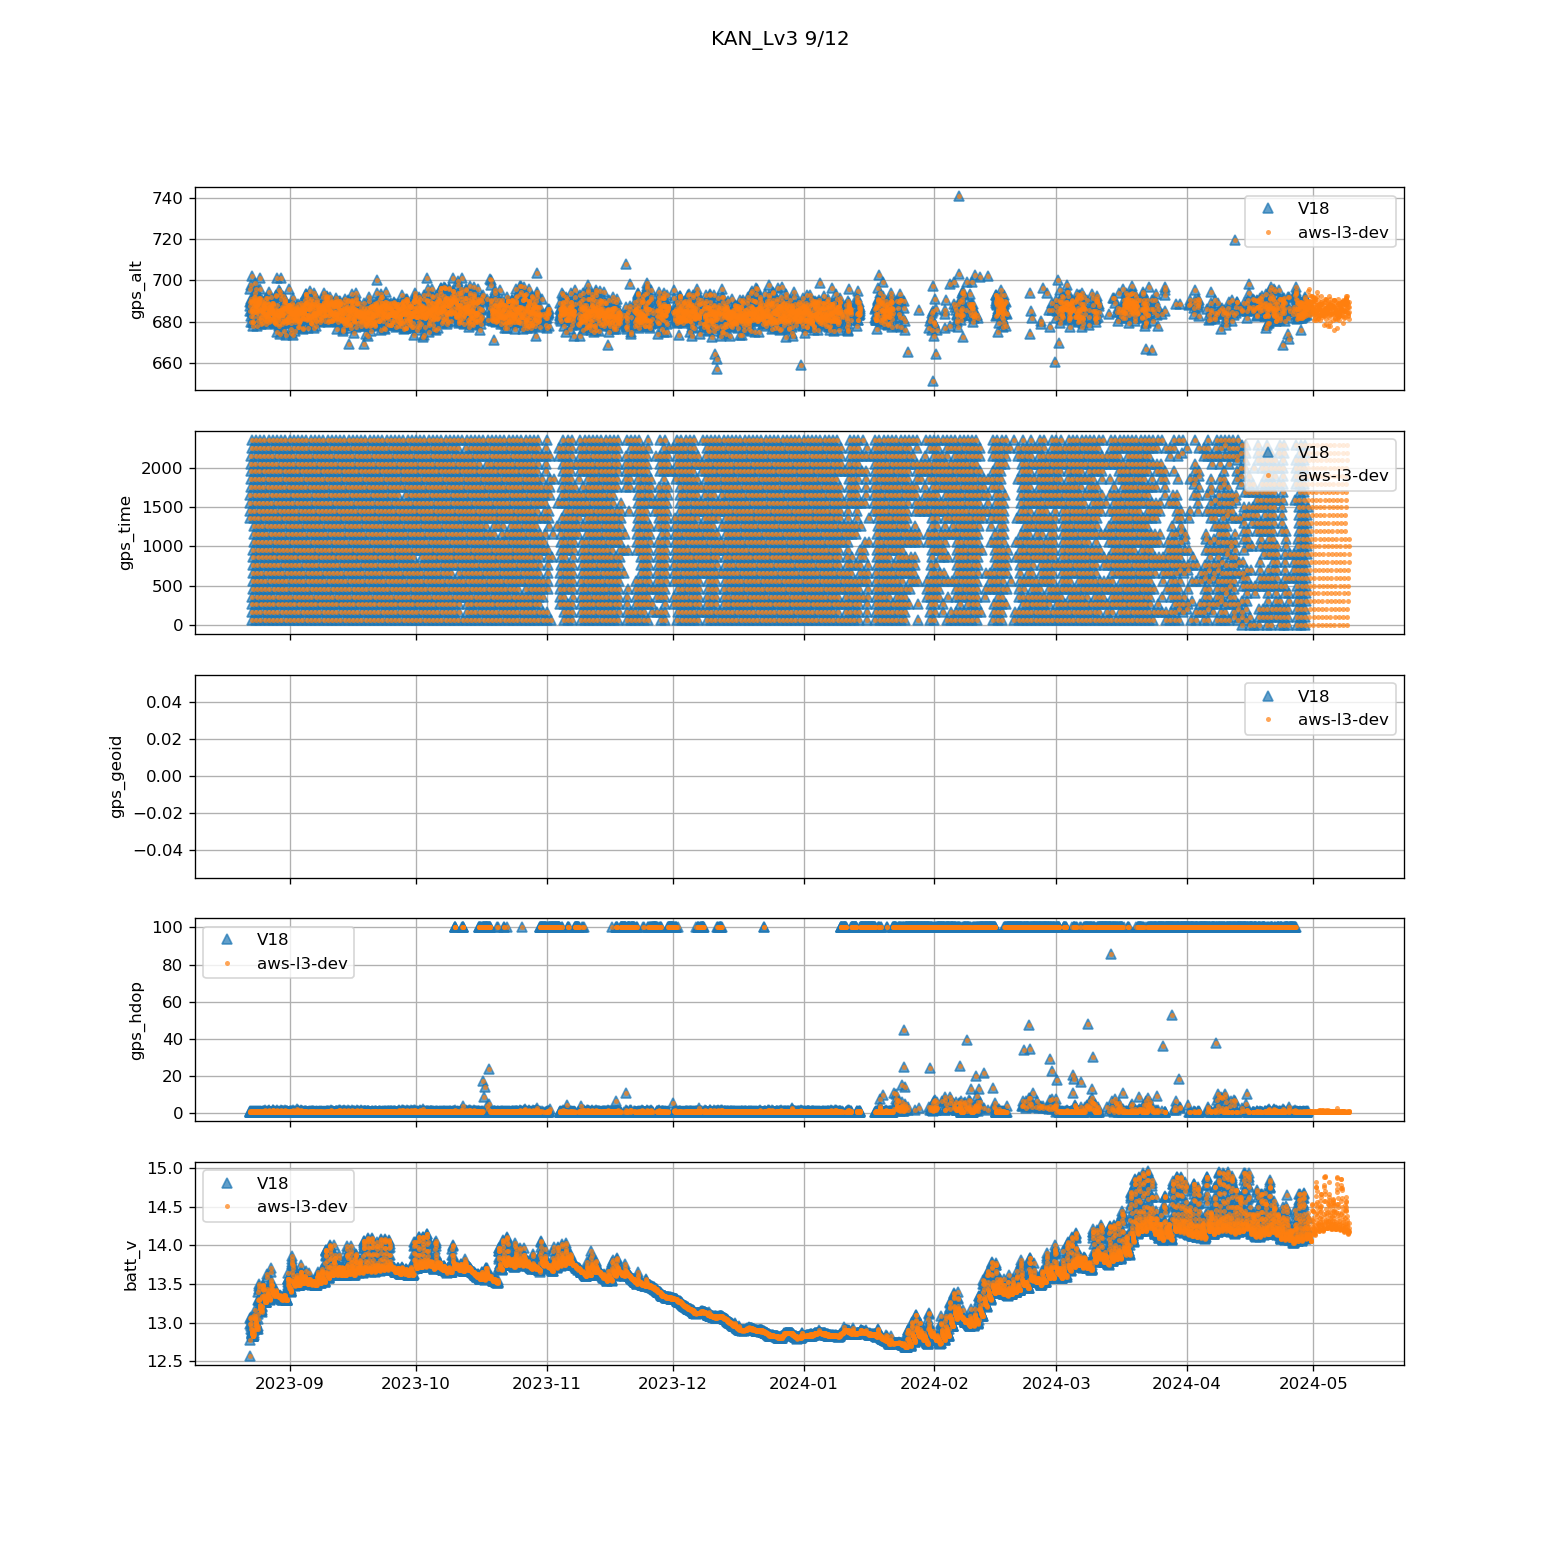 KAN_Lv3 9/12
740
720
700
680
660
gps_alt
V18
aws-l3-dev
2000
1500
1000
500
0
gps_time
V18
aws-l3-dev
0.04
0.02
0.00
−0.02
−0.04
gps_geoid
V18
aws-l3-dev
100
80
60
40
20
0
gps_hdop
V18
aws-l3-dev
15.0
14.5
14.0
13.5
13.0
12.5
batt_v
V18
aws-l3-dev
2023-09 2023-10 2023-11 2023-12 2024-01 2024-02 2024-03 2024-04 2024-05